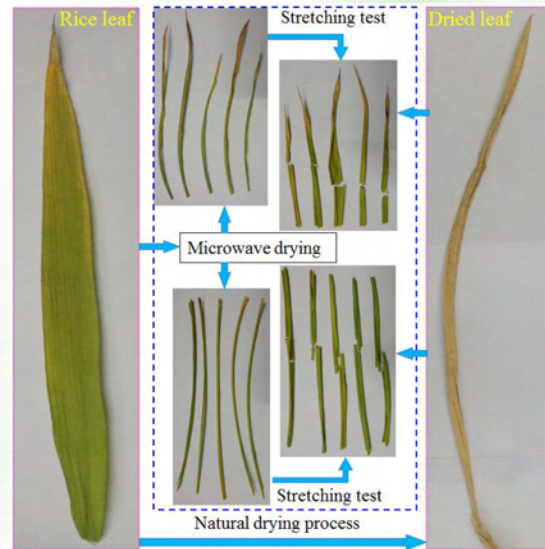 Rice leaf
Stretching test
Dried leaf
Microwave drying
Stretching test
Natural drying process